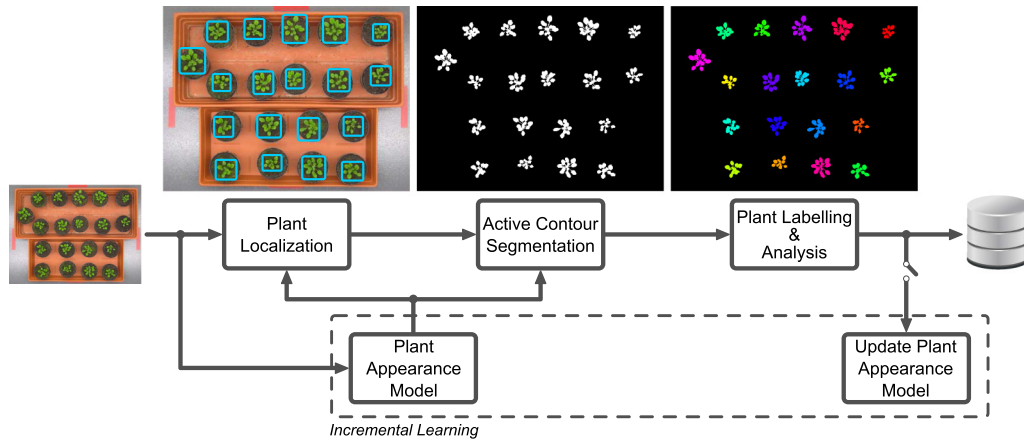 Plant
Localization
Active Contour
Segmentation
Plant Labelling
&
Analysis
Plant
Appearance
Model
Update Plant
Appearance
Model
Incremental Learning